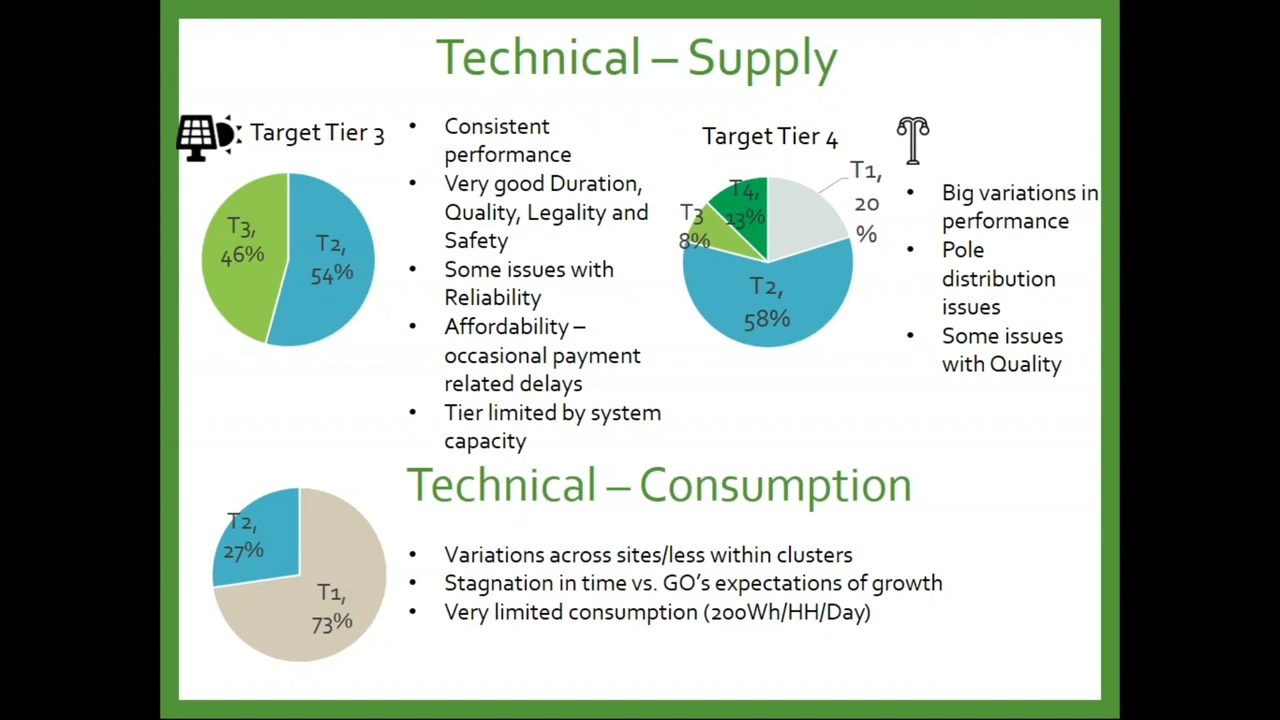 Technical – Supply
Target Tier 3
T3,
46%
T2,
54%
• Consistent
performance
• Very good Duration,
Quality, Legality and
Safety
• Some issues with
Reliability
• Affordability –
occasional payment
related delays
• Tier limited by system
capacity
Target Tier 4
T4,
13%
T3
8%
T1,
20
%
T2,
58%
• Big variations in
performance
• Pole
distribution
issues
• Some issues
with Quality
Technical – Consumption
T2,
27%
T1,
73%
• Variations across sites/less within clusters
• Stagnation in time vs. GO's expectations of growth
• Very limited consumption (200Wh/HH/Day)